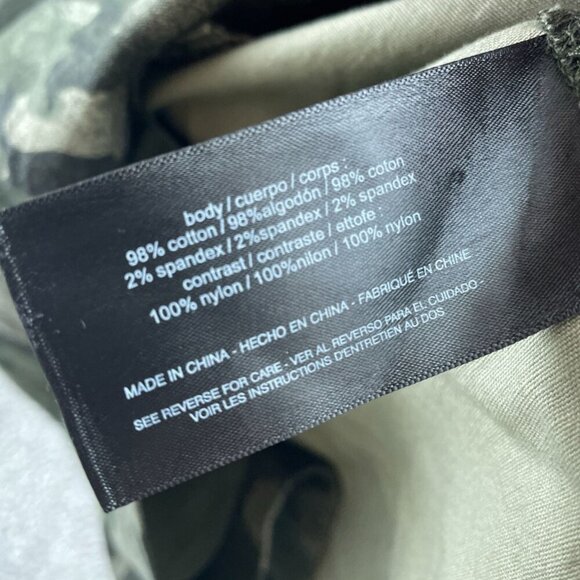 body / cuerpo / corps :
98% cotton / 98%algodón / 98% coton
2% spandex / 2%spandex / 2% spandex
contrast / contraste / ettofe :
100% nylon / 100%nilon / 100% nylon
MADE IN CHINA - HECHO EN CHINA - FABRIQUÉ EN CHINE
SEE REVERSE FOR CARE - VER AL REVERSO PARA EL CUIDADO -
VOIR LES INSTRUCTIONS D'ENTRETIEN AU DOS